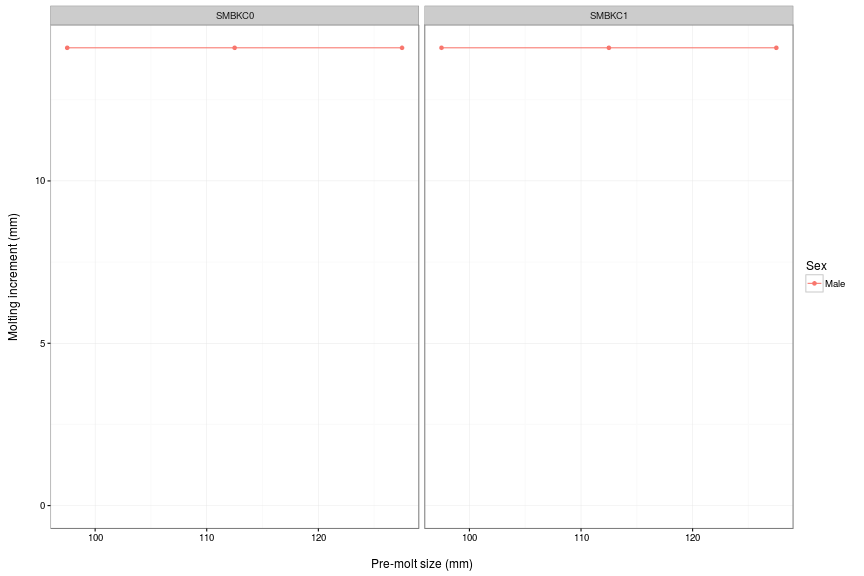 SMBKC0
SMBKC1
10
5
0
Molting increment (mm)
100
110
120
100
110
120
Pre-molt size (mm)
Sex
Male